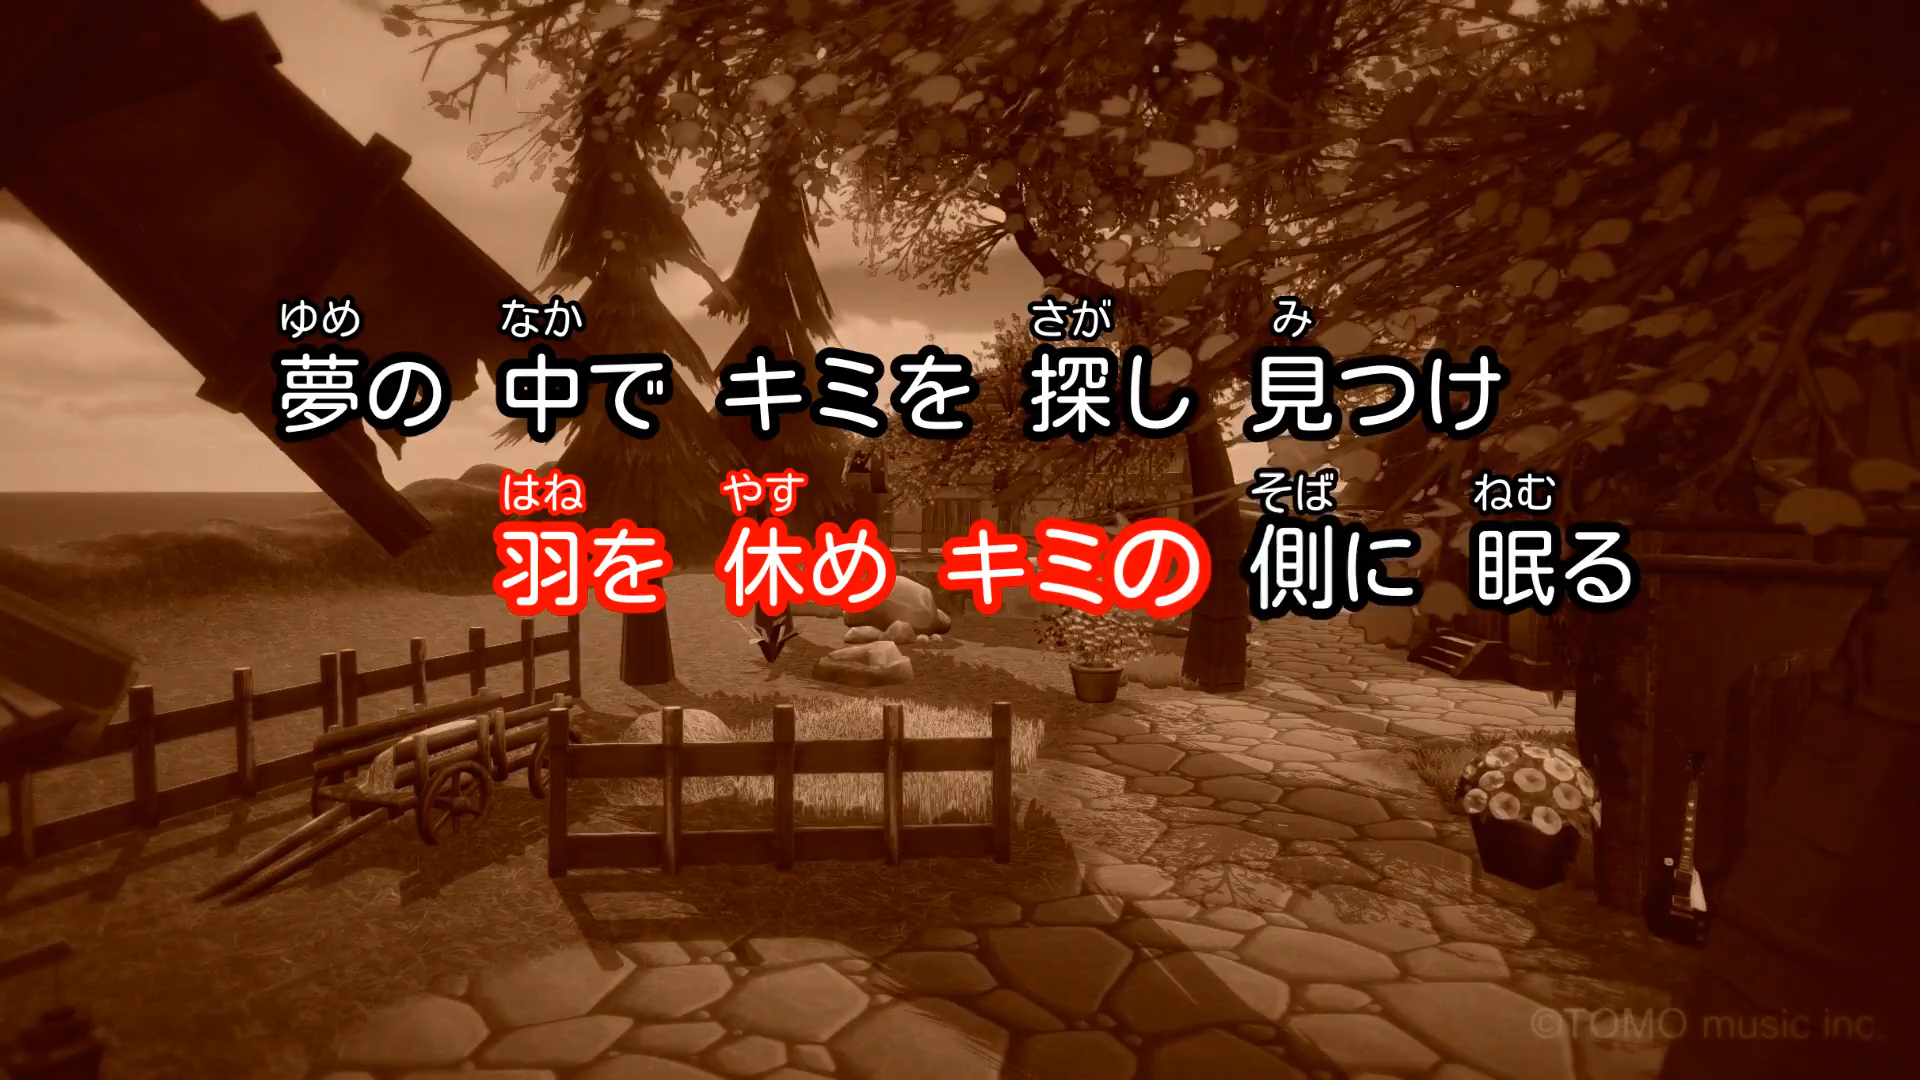 ゆめ なか さが み
夢の 中で キミを 探し 見つけ
はね やす そば ねむ
羽を 休め キミの 側に 眠る
©TOMO music inc.